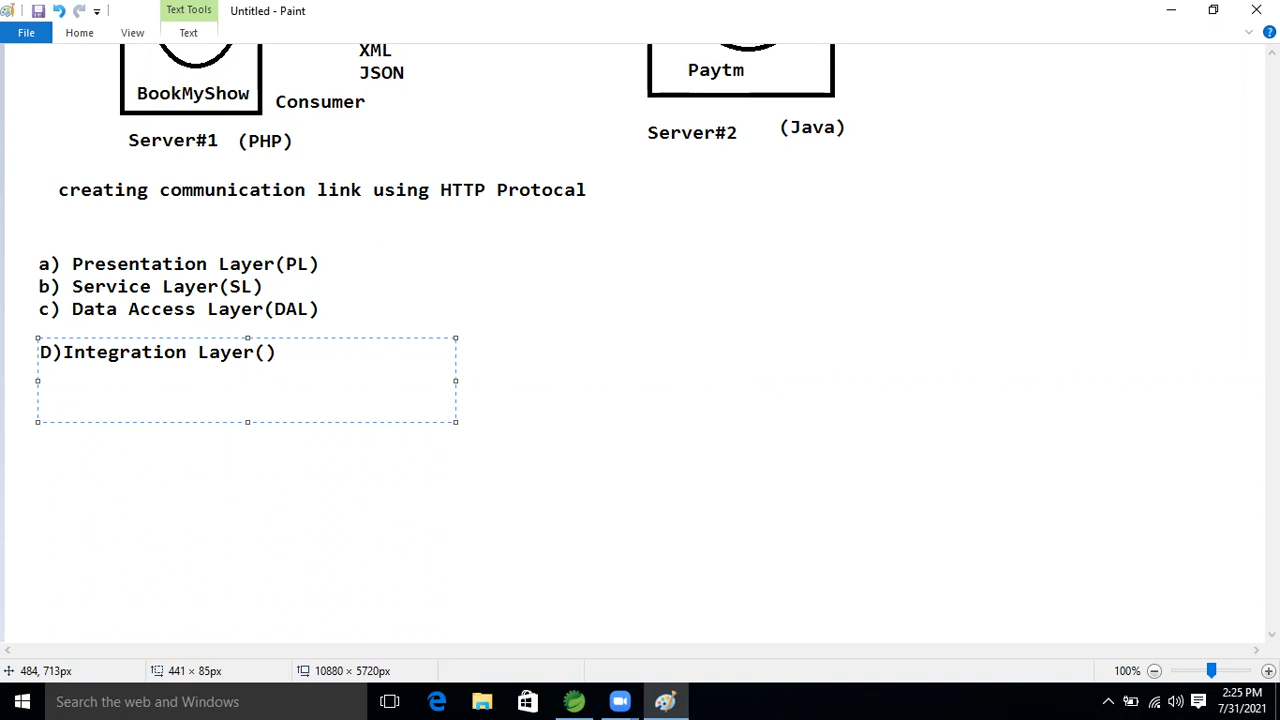 Text Tools
Untitled - Paint
File
Home
View
Text
XML
JSON
BookMyShow
Consumer
Paytm
Server#1 (PHP)
Server#2 (Java)
creating communication link using HTTP Protocal
a) Presentation Layer(PL)
b) Service Layer(SL)
c) Data Access Layer(DAL)
D)Integration Layer()
484, 713px
441 × 85px
10880 × 5720px
100%
Search the web and Windows
2:25 PM
7/31/2021